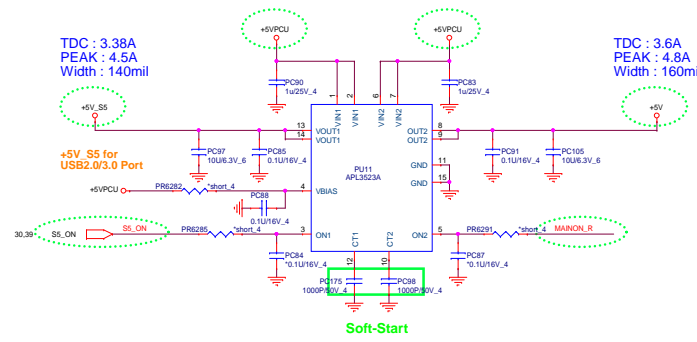 +5VPCU
+5VPCU
TDC : 3.38A
PEAK : 4.5A
Width : 140mil
TDC : 3.6A
PEAK : 4.8A
Width : 160mil
PC90
1u/25V_4
PC83
1u/25V_4
1
2
6
7
VIN1
VIN1
VIN2
VIN2
+5V_S5
+5V
13
14
VOUT1
VOUT1
8
9
OUT2
OUT2
PC97
10U/6.3V_6
PC85
0.1U/16V_4
PU11
APL3523A
PC91
0.1U/16V_4
PC105
10U/6.3V_6
+5V_S5 for
USB2.0/3.0 Port
GND
11
GND
15
+5VPCU
PR6282
*short_4
4
VBIAS
PC88
0.1U/16V_4
30,39
S5_ON
S5_ON
PR6285
*short_4
3
ON1
CT1
CT2
ON2
5
PR6291
*short_4
MAINON_R
PC84
*0.1U/16V_4
12
10
PC87
*0.1U/16V_4
PC175
1000P/50V_4
PC98
1000P/50V_4
Soft-Start